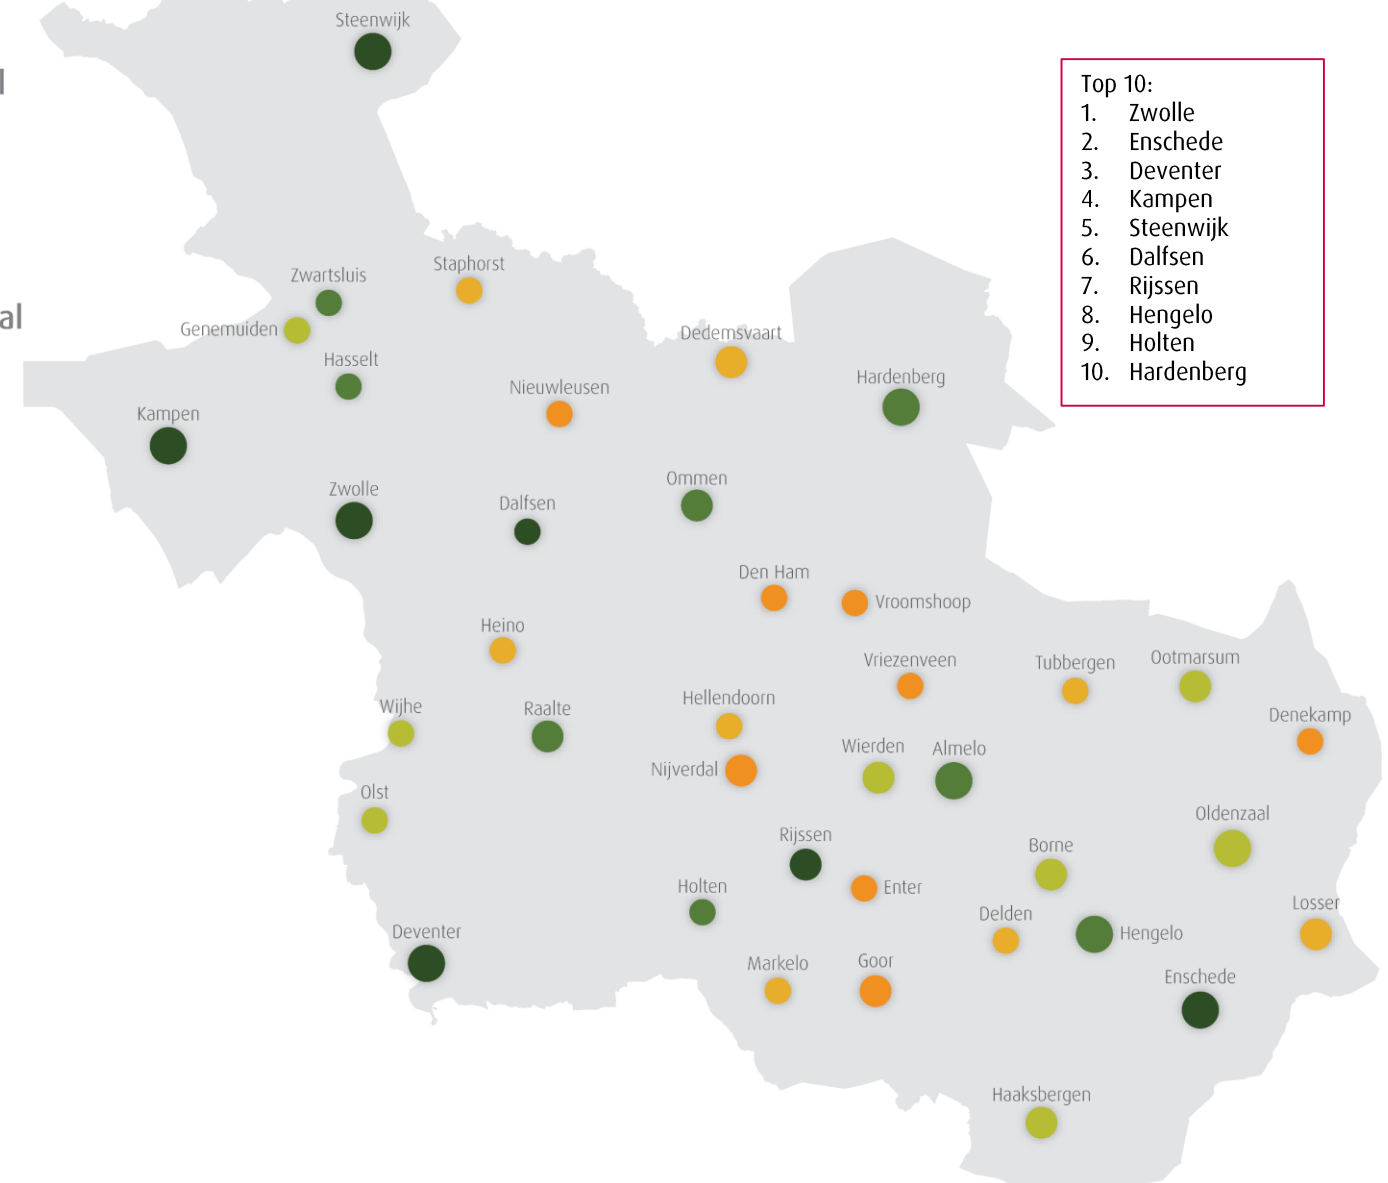 Steenwijk
l
Top 10:
1. Zwolle
2. Enschede
3. Deventer
4. Kampen
5. Steenwijk
6. Dalfsen
7. Rijssen
8. Hengelo
9. Holten
10. Hardenberg
Staphorst
Zwartsluis
al
Genemuiden
Dedemsvaart
Hasselt
Hardenberg
Nieuwleusen
Kampen
Ommen
Zwolle
Dalfsen
Den Ham
Vroomshoop
Heino
Ootmarsum
Vriezenveen
Tubbergen
Hellendoorn
Wijhe
Raalte
Denekamp
Wierden
Almelo
Nijverdal
Olst
Oldenzaal
Rijssen
Borne
Holten
Enter
Losser
Delden
Deventer
Hengelo
Goor
Markelo
Enschede
Haaksbergen